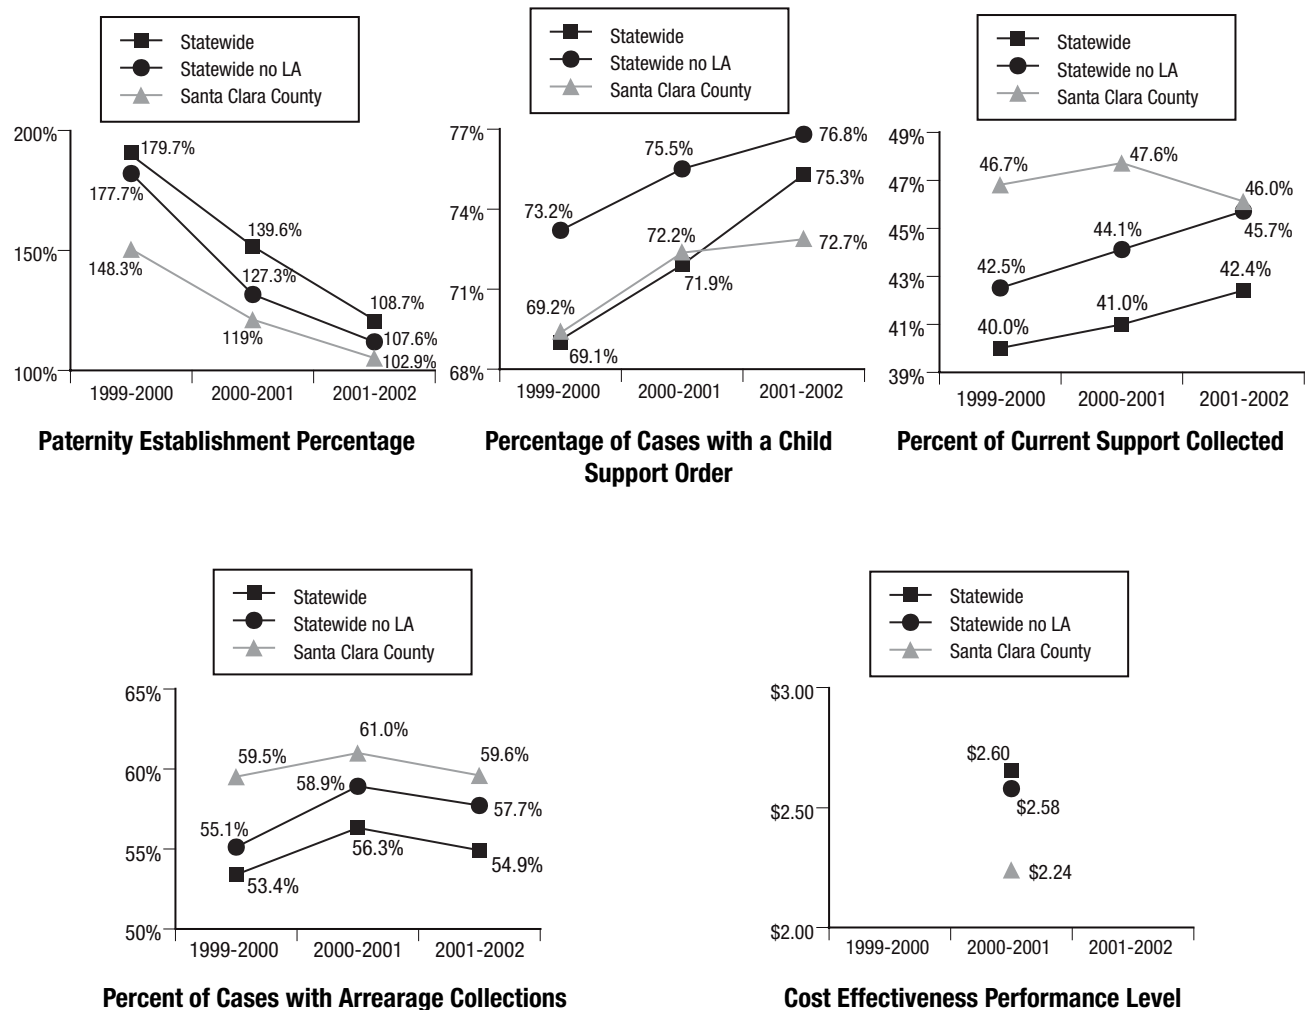 Statewide
Statewide no LA
Santa Clara County
200%
150%
100%
179.7%
177.7%
148.3%
139.6%
127.3%
119%
108.7%
107.6%
102.9%
1999-2000 2000-2001 2001-2002
Paternity Establishment Percentage
Statewide
Statewide no LA
Santa Clara County
77%
74%
71%
68%
73.2%
69.2%
69.1%
75.5%
72.2%
71.9%
76.8%
75.3%
72.7%
1999-2000 2000-2001 2001-2002
Percentage of Cases with a Child
Support Order
Statewide
Statewide no LA
Santa Clara County
49%
47%
45%
43%
41%
39%
46.7%
42.5%
40.0%
47.6%
44.1%
41.0%
46.0%
45.7%
42.4%
1999-2000 2000-2001 2001-2002
Percent of Current Support Collected
Statewide
Statewide no LA
Santa Clara County
65%
60%
55%
50%
59.5%
55.1%
53.4%
61.0%
58.9%
56.3%
59.6%
57.7%
54.9%
1999-2000 2000-2001 2001-2002
Percent of Cases with Arrearage Collections
Statewide
Statewide no LA
Santa Clara County
$3.00
$2.50
$2.00
$2.60
$2.58
$2.24
1999-2000 2000-2001 2001-2002
Cost Effectiveness Performance Level